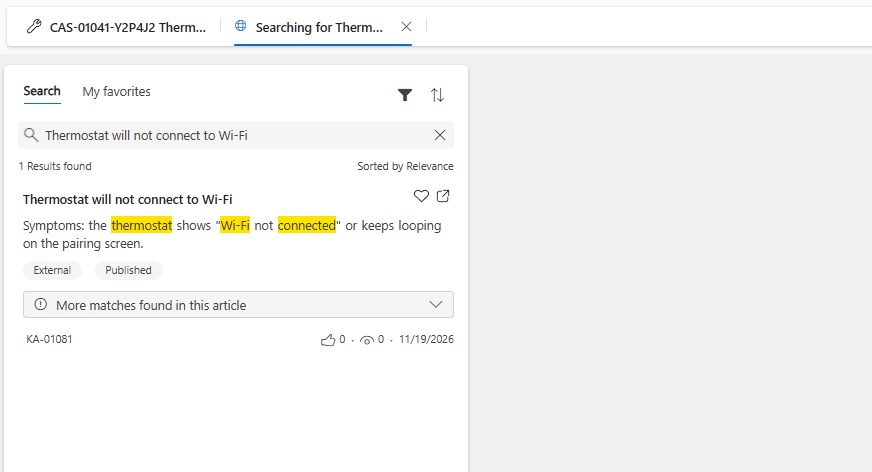 CAS-01041-Y2P4J2 Therm...
Searching for Therm...
Search
My favorites
Thermostat will not connect to Wi-Fi
1 Results found
Sorted by Relevance
Thermostat will not connect to Wi-Fi
Symptoms: the thermostat shows "Wi-Fi not connected" or keeps looping
on the pairing screen.
External
Published
More matches found in this article
KA-01081
0 · 0 · 11/19/2026